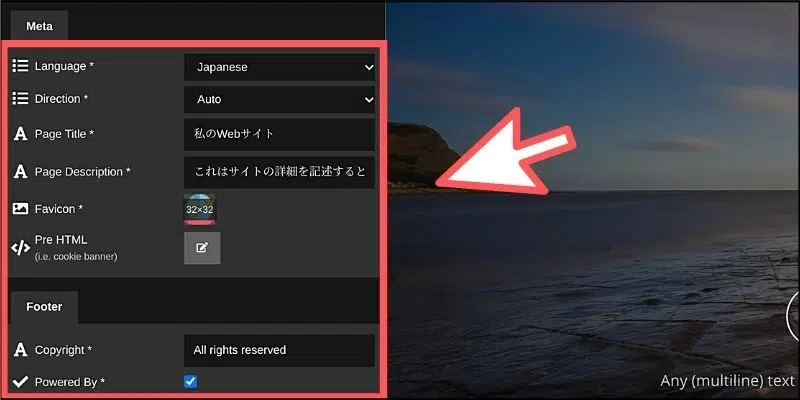 Meta
Language *
Japanese
Direction *
Auto
Page Title *
私のWebサイト
Page Description *
これはサイトの詳細を記述すると
Favicon *
32×32
Pre HTML
(i.e. cookie banner)
Footer
Copyright *
All rights reserved
Powered By *
Any (multiline) text